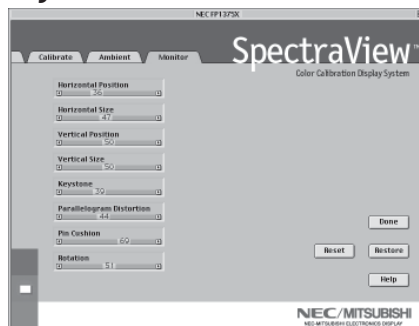 NEC FP1375X
Calibrate
Ambient
Monitor
SpectraView™
Color Calibration Display System
Horizontal Position
36
Horizontal Size
47
Vertical Position
50
Vertical Size
50
Keystone
39
Parallelogram Distortion
44
Pin Cushion
69
Rotation
51
Done
Reset
Restore
Help
NEC/MITSUBISHI
NEC-MITSUBISHI ELECTRONICS DISPLAY